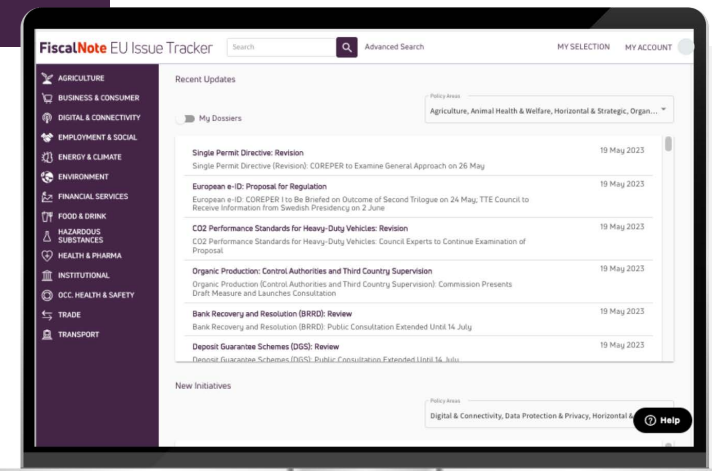 FiscalNote EU Issue Tracker
Search
Advanced Search
MY SELECTION
MY ACCOUNT
AGRICULTURE
BUSINESS & CONSUMER
DIGITAL & CONNECTIVITY
EMPLOYMENT & SOCIAL
ENERGY & CLIMATE
ENVIRONMENT
FINANCIAL SERVICES
FOOD & DRINK
HAZARDOUS
SUBSTANCES
HEALTH & PHARMA
INSTITUTIONAL
OCC. HEALTH & SAFETY
TRADE
TRANSPORT
Recent Updates
My Dossiers
Policy Areas
Agriculture, Animal Health & Welfare, Horizontal & Strategic, Organ...
Single Permit Directive: Revision
19 May 2023
Single Permit Directive (Revision): COREPER to Examine General Approach on 26 May
European e-ID: Proposal for Regulation
19 May 2023
European e-ID: COREPER I to Be Briefed on Outcome of Second Trilogue on 24 May; TTE Council to
Receive Information from Swedish Presidency on 2 June
CO2 Performance Standards for Heavy-Duty Vehicles: Revision
19 May 2023
CO2 Performance Standards for Heavy-Duty Vehicles: Council Experts to Continue Examination of
Proposal
Organic Production: Control Authorities and Third Country Supervision
19 May 2023
Organic Production (Control Authorities and Third Country Supervision): Commission Presents
Draft Measure and Launches Consultation
Bank Recovery and Resolution (BRRD): Review
19 May 2023
Bank Recovery and Resolution (BRRD): Public Consultation Extended Until 14 July
Deposit Guarantee Schemes (DGS): Review
19 May 2023
Deposit Guarantee Schemes (DGS): Public Consultation Extended Until 14 July
New Initiatives
Policy Areas
Digital & Connectivity, Data Protection & Privacy, Horizontal &
Help